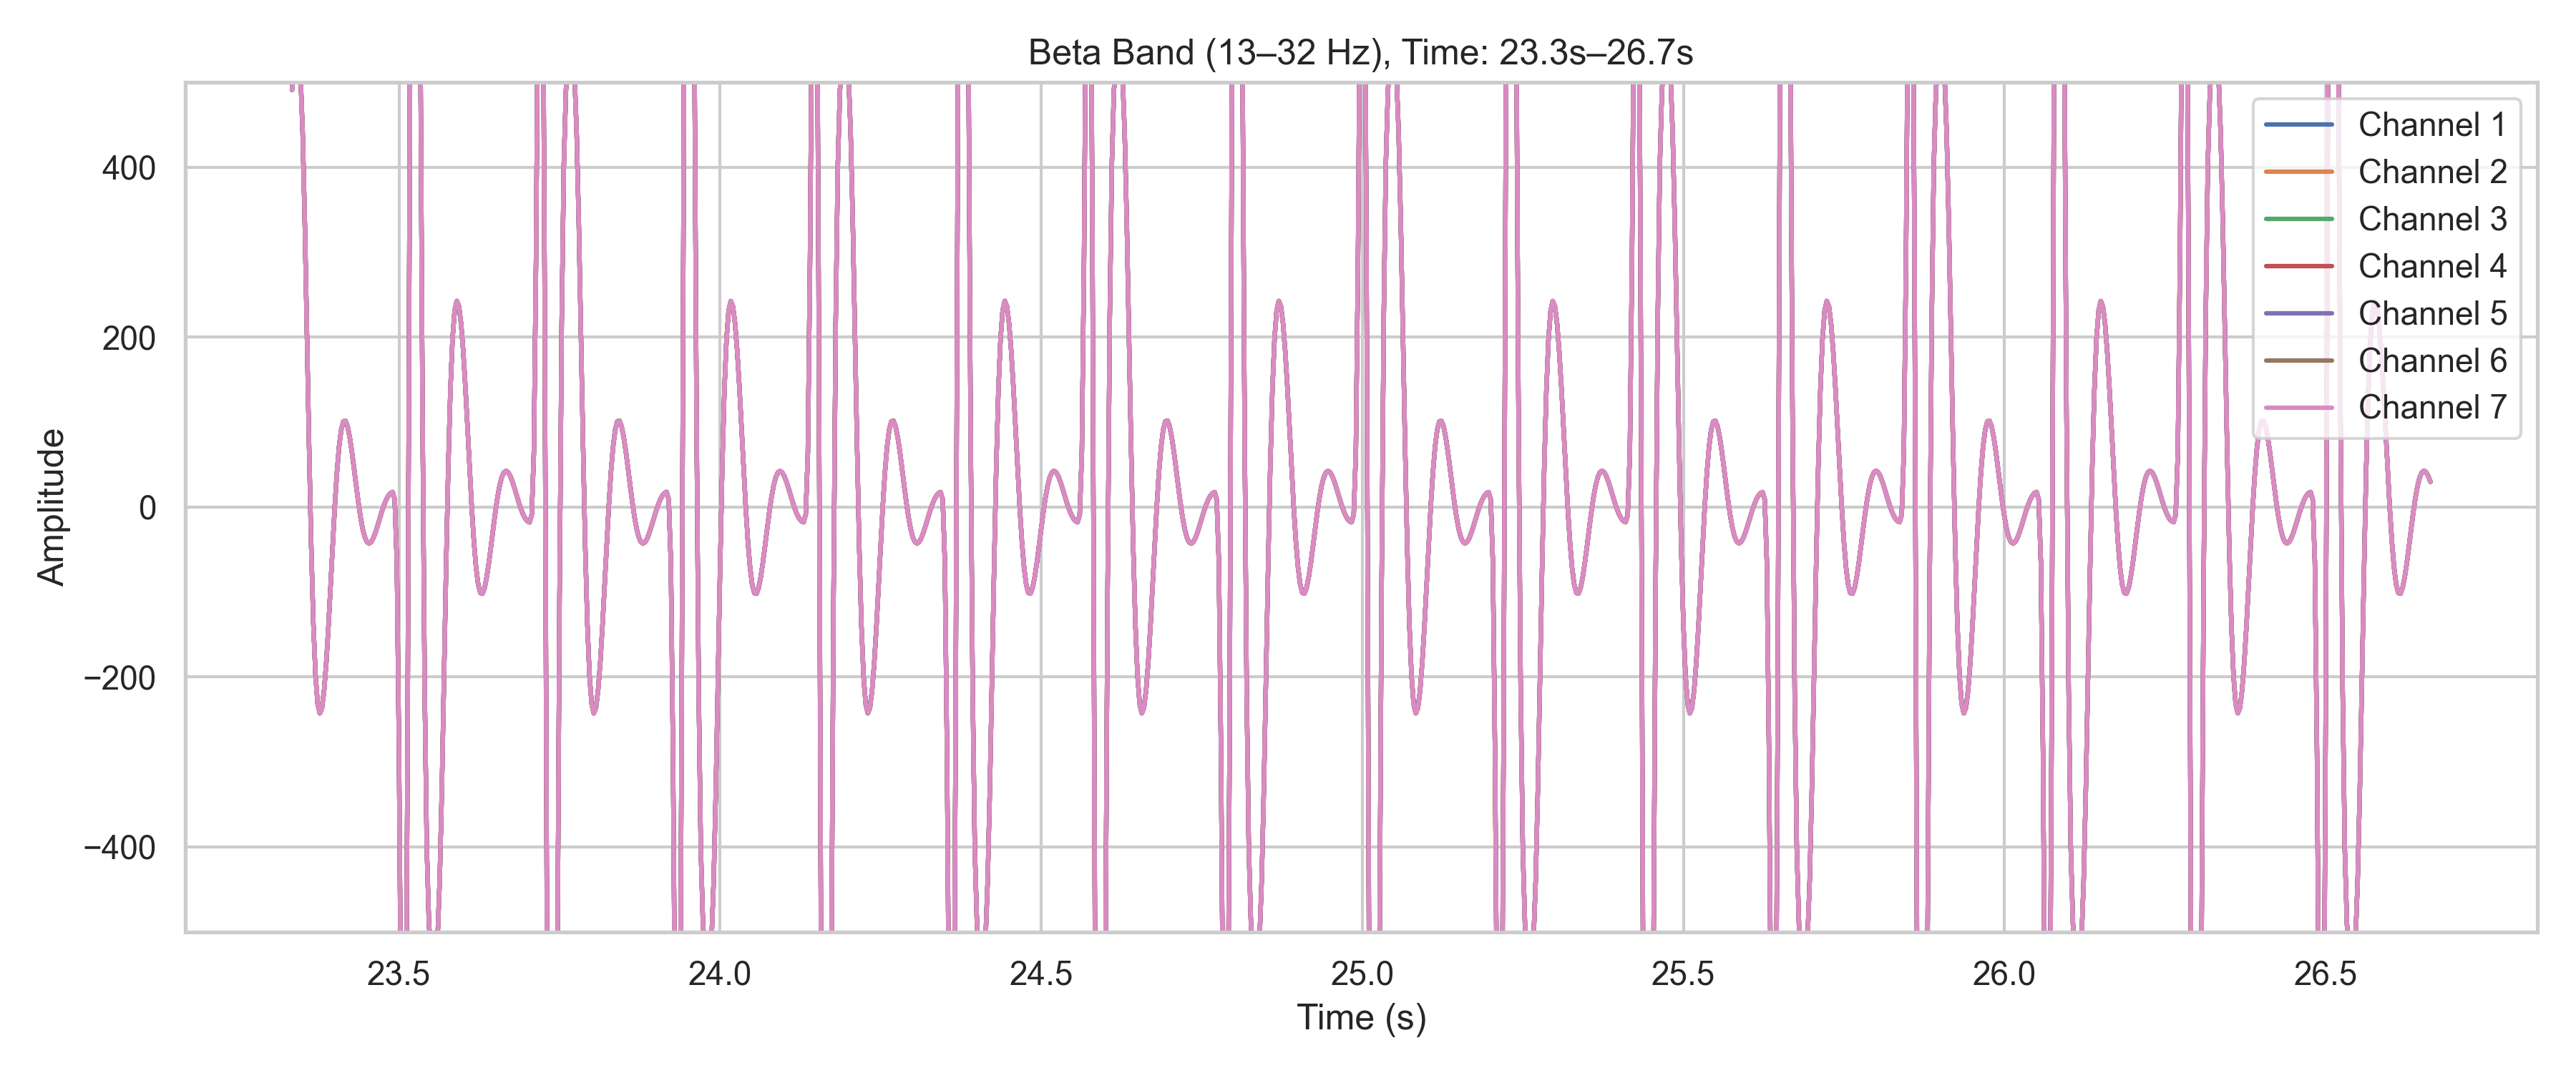 Beta Band (13–32 Hz), Time: 23.3s–26.7s
400
200
0
−200
−400
Amplitude
23.5 24.0 24.5 25.0 25.5 26.0 26.5
Time (s)
Channel 1
Channel 2
Channel 3
Channel 4
Channel 5
Channel 6
Channel 7